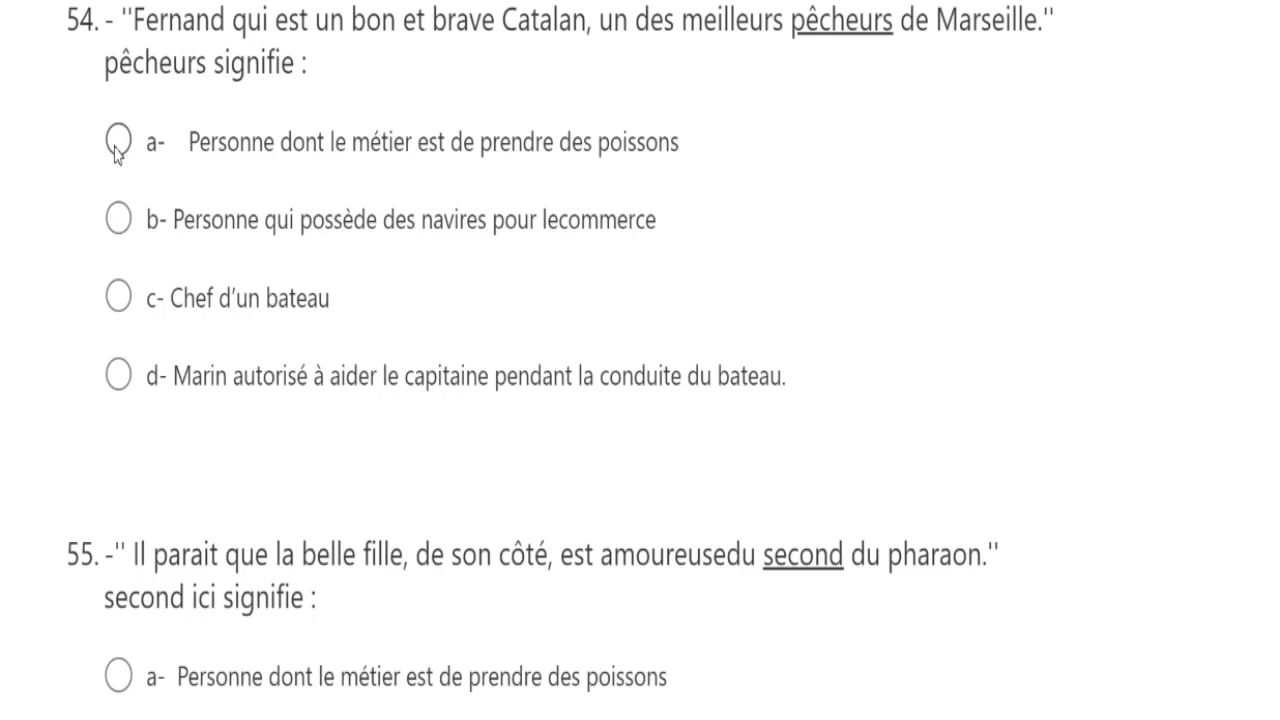 54. - "Fernand qui est un bon et brave Catalan, un des meilleurs pêcheurs de Marseille."
pêcheurs signifie :
a- Personne dont le métier est de prendre des poissons
b- Personne qui possède des navires pour lecommerce
c- Chef d'un bateau
d- Marin autorisé à aider le capitaine pendant la conduite du bateau.
55. -" Il parait que la belle fille, de son côté, est amoureusedu second du pharaon."
second ici signifie :
a- Personne dont le métier est de prendre des poissons